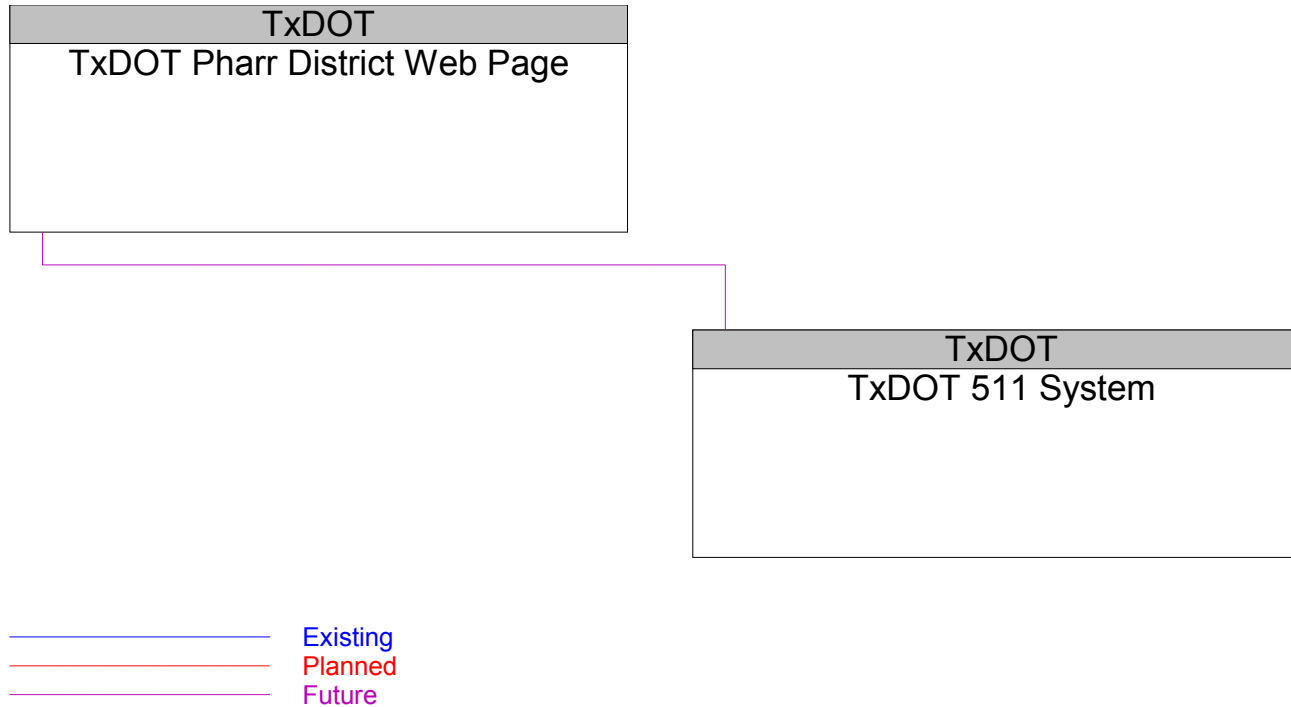 TxDOT
TxDOT Pharr District Web Page
TxDOT
TxDOT 511 System
Existing
Planned
Future